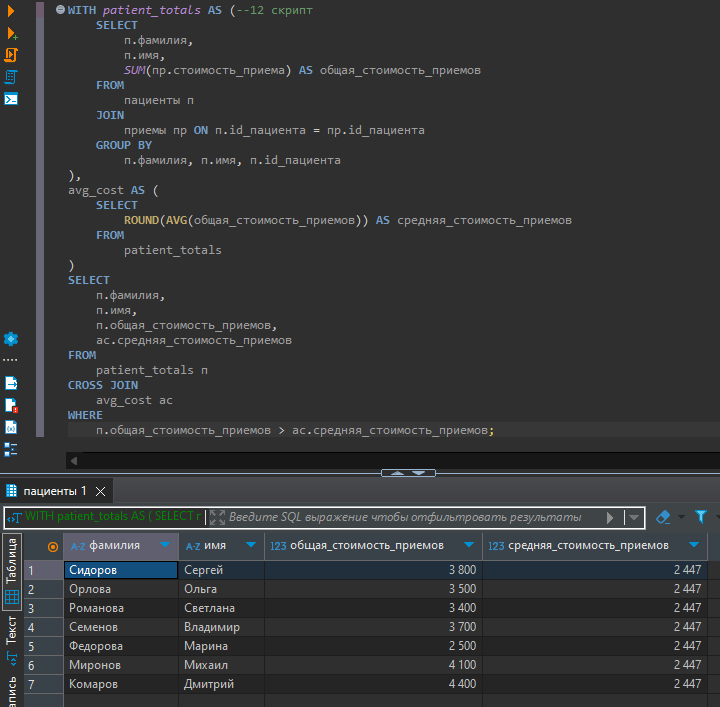 WITH patient_totals AS (--12 скрипт
SELECT
п.фамилия,
п.имя,
SUM(пр.стоимость_приема) AS общая_стоимость_приемов
FROM
пациенты п
JOIN
приемы пр ON п.id_пациента = пр.id_пациента
GROUP BY
п.фамилия, п.имя, п.id_пациента
),
avg_cost AS (
SELECT
ROUND(AVG(общая_стоимость_приемов)) AS средняя_стоимость_приемов
FROM
patient_totals
)
SELECT
п.фамилия,
п.имя,
п.общая_стоимость_приемов,
ac.средняя_стоимость_приемов
FROM
patient_totals п
CROSS JOIN
avg_cost ac
WHERE
п.общая_стоимость_приемов > ac.средняя_стоимость_приемов;
пациенты 1
WITH patient_totals AS ( SELECT г Введите SQL выражение чтобы отфильтровать результаты
Таблица
Текст
апись
A-Z фамилия A-Z имя 123 общая_стоимость_приемов 123 средняя_стоимость_приемов
1 Сидоров Сергей 3 800 2 447
2 Орлова Ольга 3 500 2 447
3 Романова Светлана 3 400 2 447
4 Семенов Владимир 3 700 2 447
5 Федорова Марина 2 500 2 447
6 Миронов Михаил 4 100 2 447
7 Комаров Дмитрий 4 400 2 447